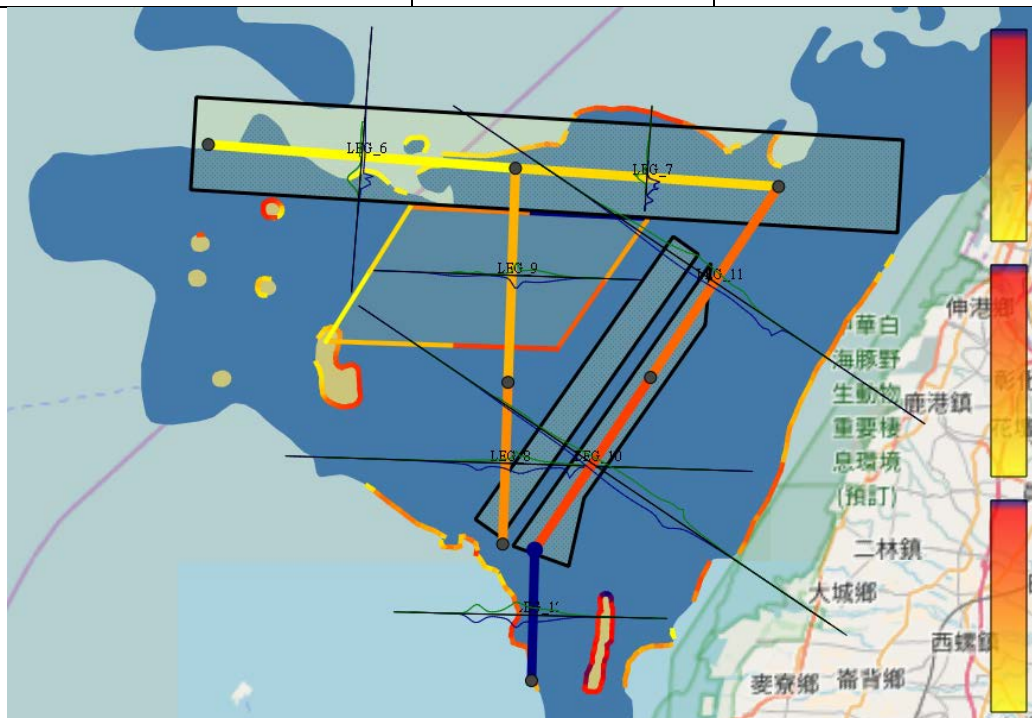 LEG_6
LEG_7
LEG_9
LEG_11
LEG_8
LEG_10
伸港鄉
華白
海豚野
生動物
重要棲
息環境
(預訂)
鹿港鎮
二林鎮
大城鄉
西螺鎮
麥寮鄉
崙背鄉